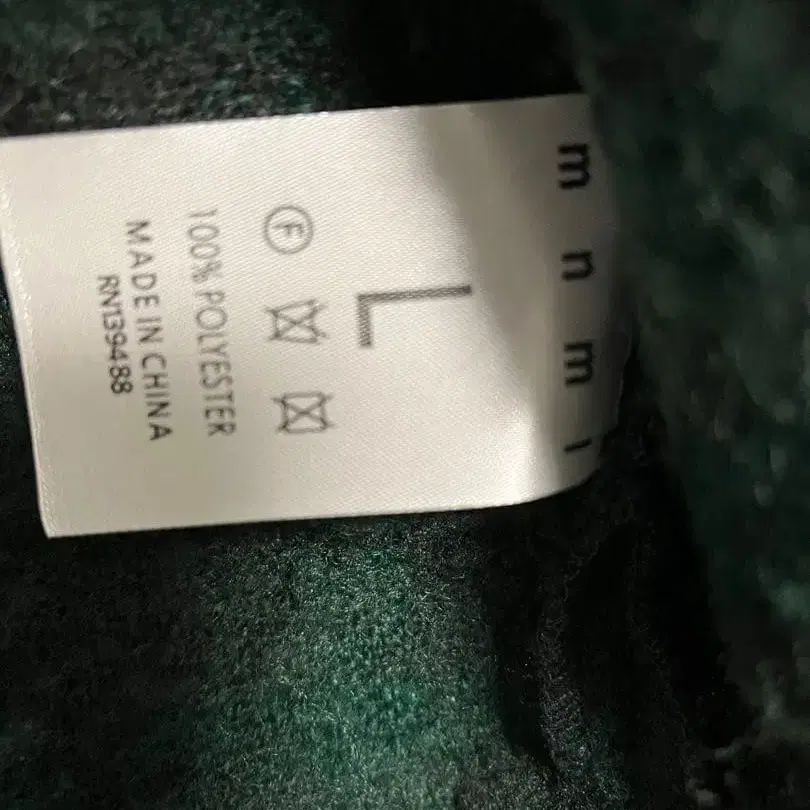 m n m l
L
F
100% POLYESTER
MADE IN CHINA
RN139488